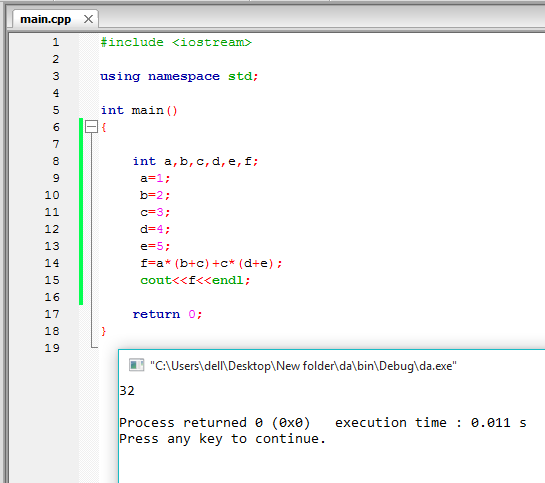 main.cpp ×
1 #include <iostream>
2
3 using namespace std;
4
5 int main()
6 {
7
8 int a,b,c,d,e,f;
9 a=1;
10 b=2;
11 c=3;
12 d=4;
13 e=5;
14 f=a*(b+c)+c*(d+e);
15 cout<<f<<endl;
16
17 return 0;
18 }
19
"C:\Users\dell\Desktop\New folder\da\bin\Debug\da.exe"
32
Process returned 0 (0x0)   execution time : 0.011 s
Press any key to continue.